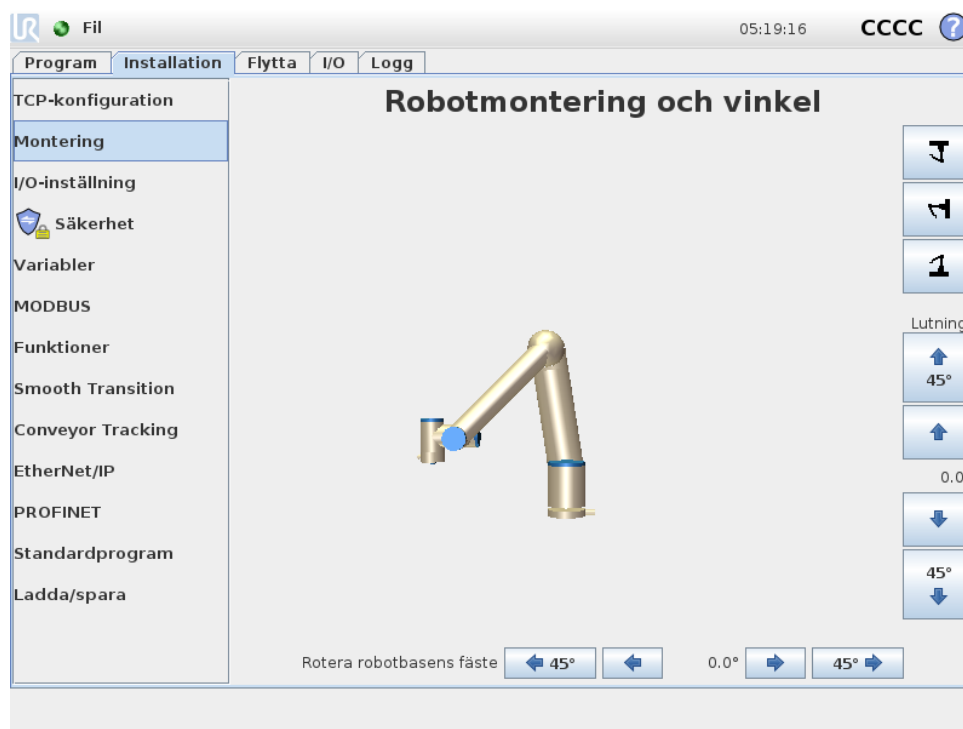 UR Fil 05:19:16 CCCC ?
Program Installation Flytta I/O Logg
TCP-konfiguration
Montering
I/O-inställning
Säkerhet
Variabler
MODBUS
Funktioner
Smooth Transition
Conveyor Tracking
EtherNet/IP
PROFINET
Standardprogram
Ladda/spara
Robotmontering och vinkel
Lutning
45°
0.0
45°
Rotera robotbasens fäste 45° 0.0° 45°